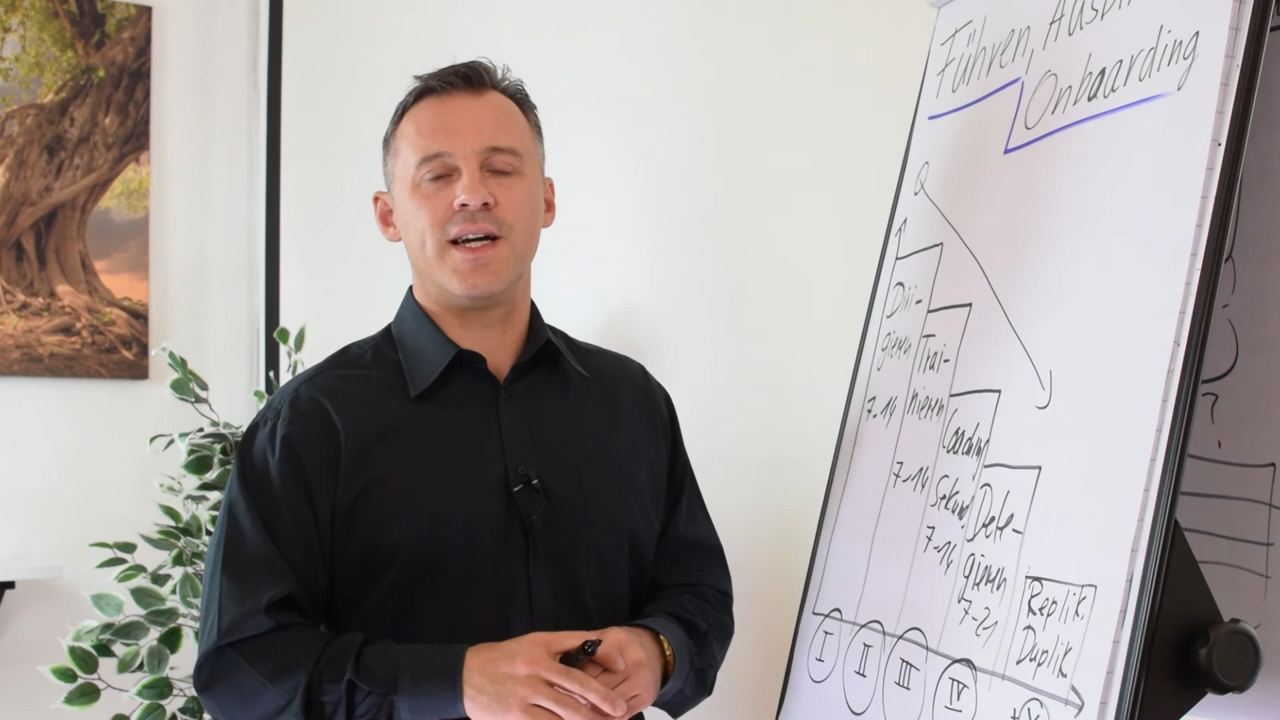 Führen, Ausbi
Onboarding
Diri-
gieren
7-14
Trai-
nieren
7-14
Coaching
Sekund
7-14
Dele-
gieren
7-21
Replik,
Duplik
I
II
III
IV
V
?
?